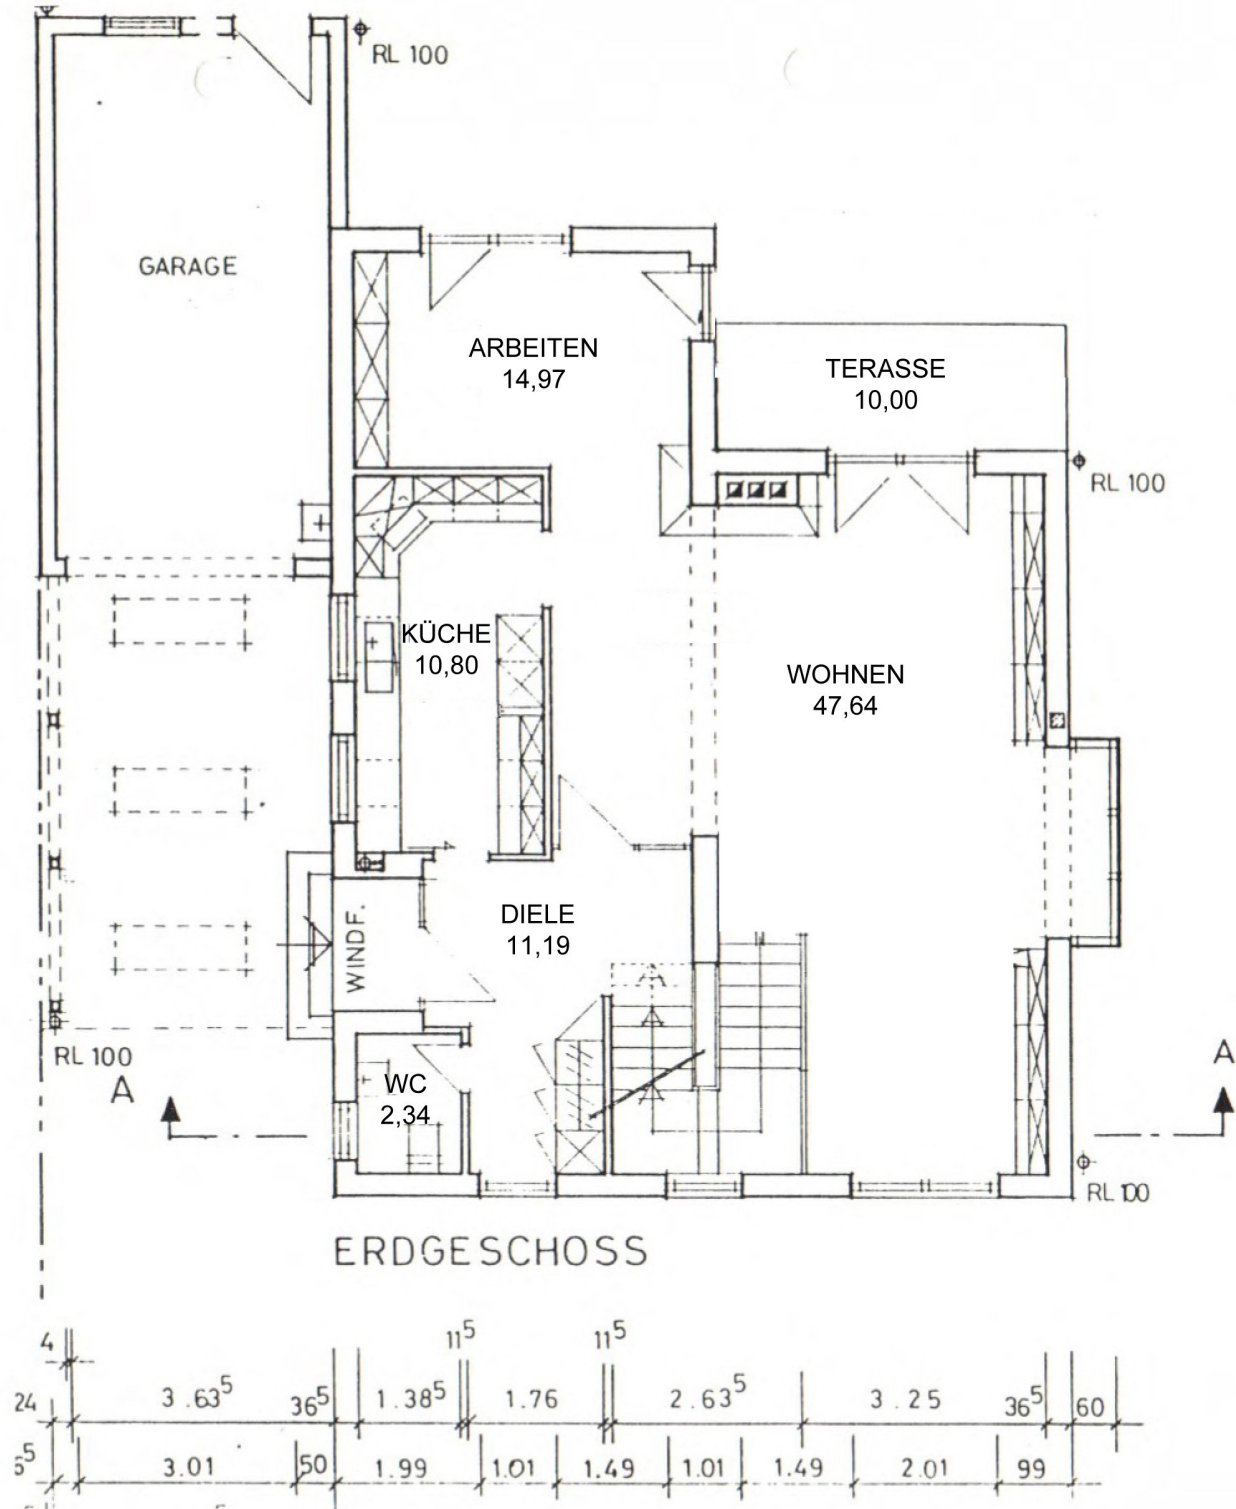 RL 100
GARAGE
ARBEITEN
14,97
TERASSE
10,00
RL 100
KÜCHE
10,80
WOHNEN
47,64
DIELE
11,19
WINDF.
RL 100
A
A
WC
2,34
RL 100
ERDGESCHOSS
4 11⁵ 11⁵
24 3.63⁵ 36⁵ 1.38⁵ 1.76 2.63⁵ 3.25 36⁵ 60
3.01 50 1.99 1.01 1.49 1.01 1.49 2.01 99